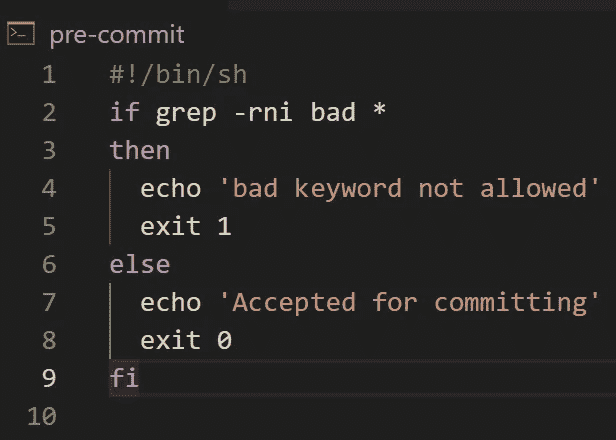 pre-commit
1 #!/bin/sh
2 if grep -rni bad *
3 then
4 echo 'bad keyword not allowed'
5 exit 1
6 else
7 echo 'Accepted for committing'
8 exit 0
9 fi
10